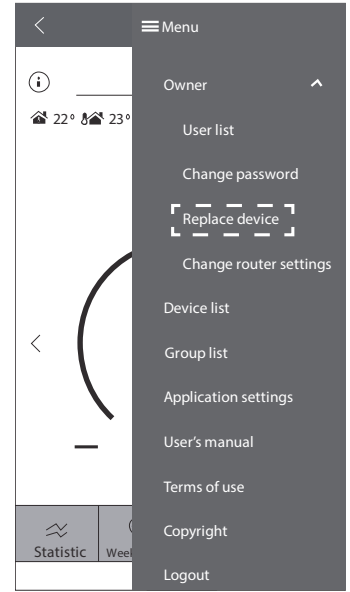 Menu
Owner
User list
Change password
Replace device
Change router settings
Device list
Group list
Application settings
User's manual
Terms of use
Copyright
Logout
22° 23°
Statistic